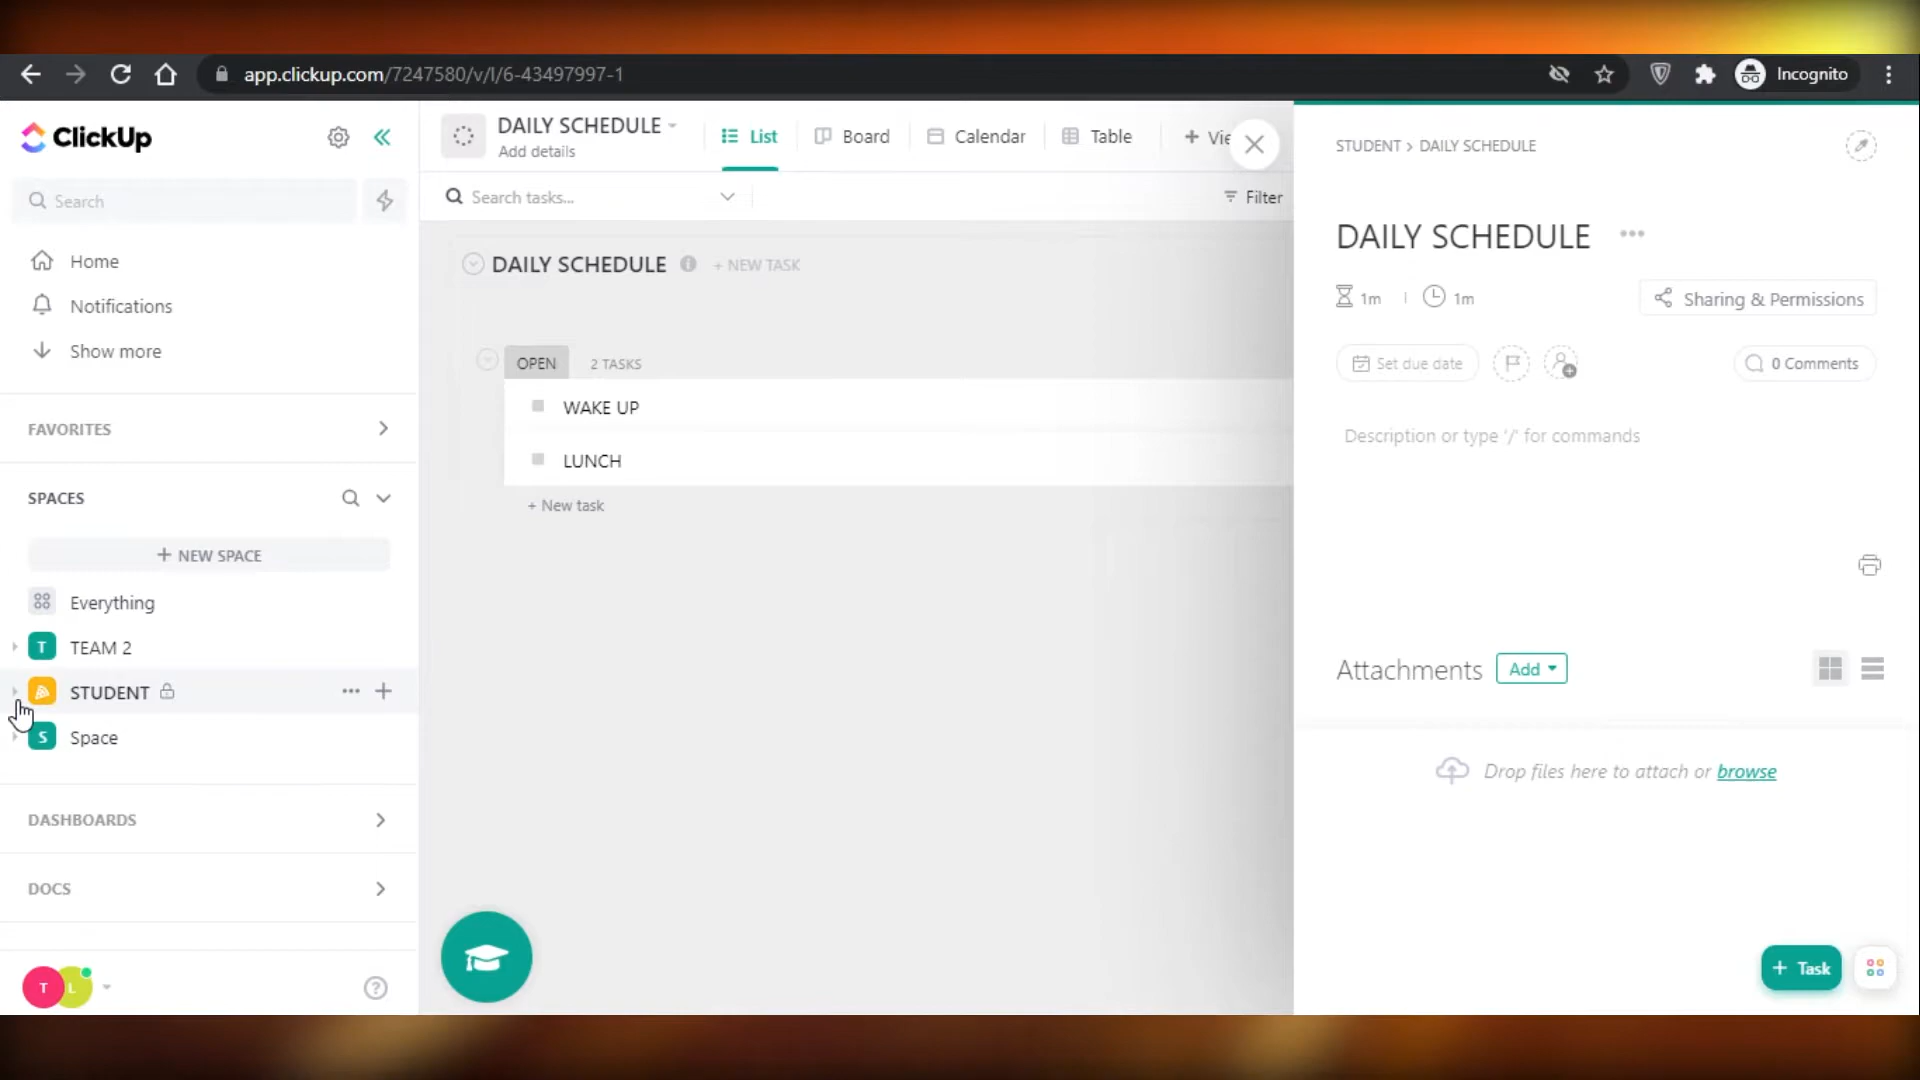 app.clickup.com/7247580/v/l/6-43497997-1
Incognito
ClickUp
Search
Home
Notifications
Show more
FAVORITES
SPACES
+ NEW SPACE
Everything
T TEAM 2
STUDENT
S Space
DASHBOARDS
DOCS
T L
?
DAILY SCHEDULE
Add details
List
Board
Calendar
Table
+ Vie
Search tasks...
Filter
DAILY SCHEDULE
+ NEW TASK
OPEN
2 TASKS
WAKE UP
LUNCH
+ New task
STUDENT > DAILY SCHEDULE
DAILY SCHEDULE
1m
1m
Sharing & Permissions
Set due date
0 Comments
Description or type '/' for commands
Attachments
Add
Drop files here to attach or browse
+ Task